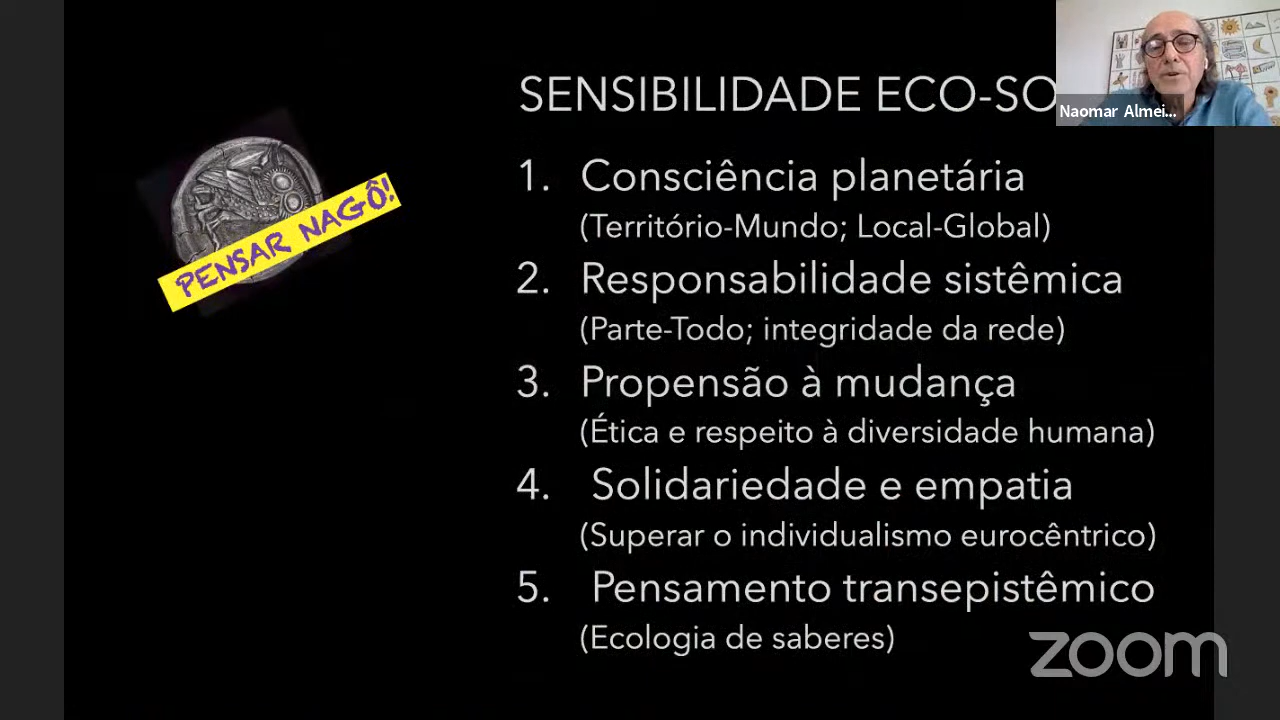 SENSIBILIDADE ECO-SO
Naomar Almei...
PENSAR NAGÔ!
1. Consciência planetária
(Território-Mundo; Local-Global)
2. Responsabilidade sistêmica
(Parte-Todo; integridade da rede)
3. Propensão à mudança
(Ética e respeito à diversidade humana)
4. Solidariedade e empatia
(Superar o individualismo eurocêntrico)
5. Pensamento transepistêmico
(Ecologia de saberes)
zoom